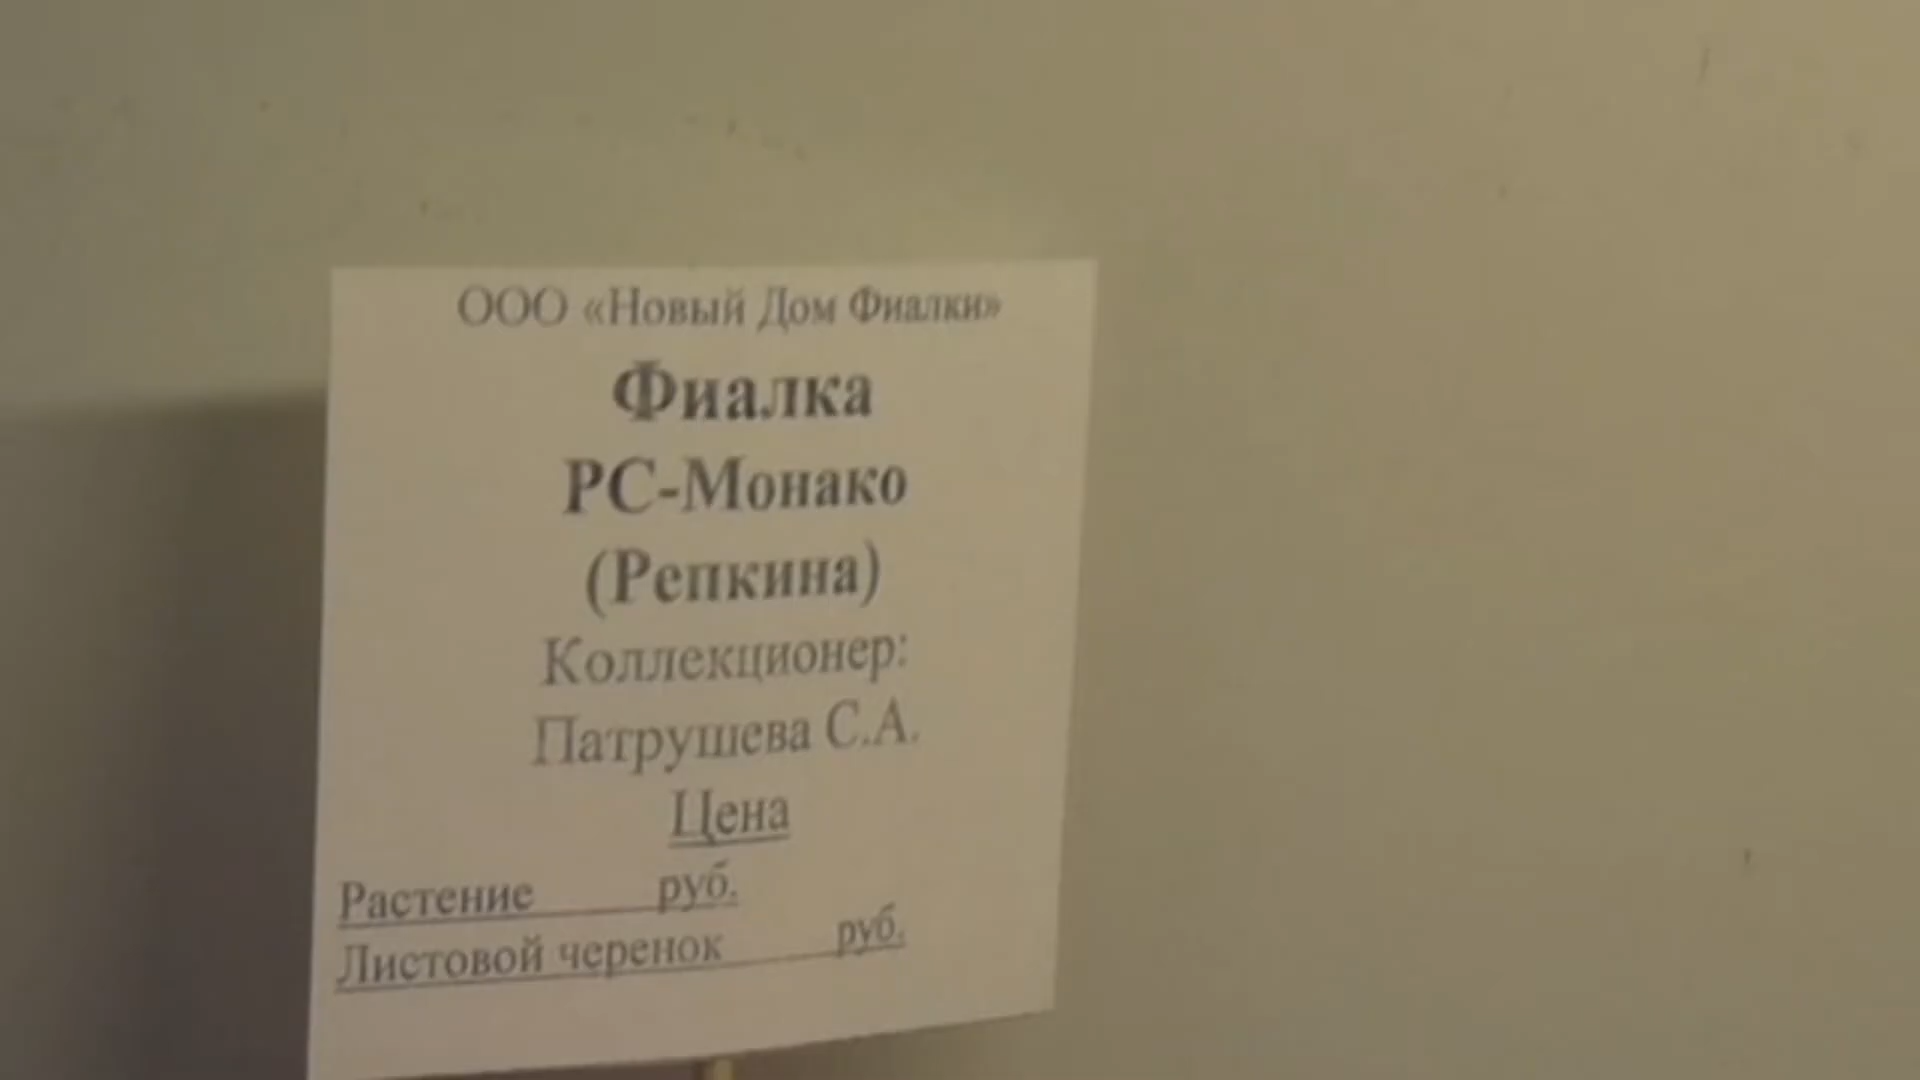 ООО «Новый Дом Фиалки»
Фиалка
РС-Монако
(Репкина)
Коллекционер:
Патрушева С.А.
Цена
Растение руб.
Листовой черенок руб.